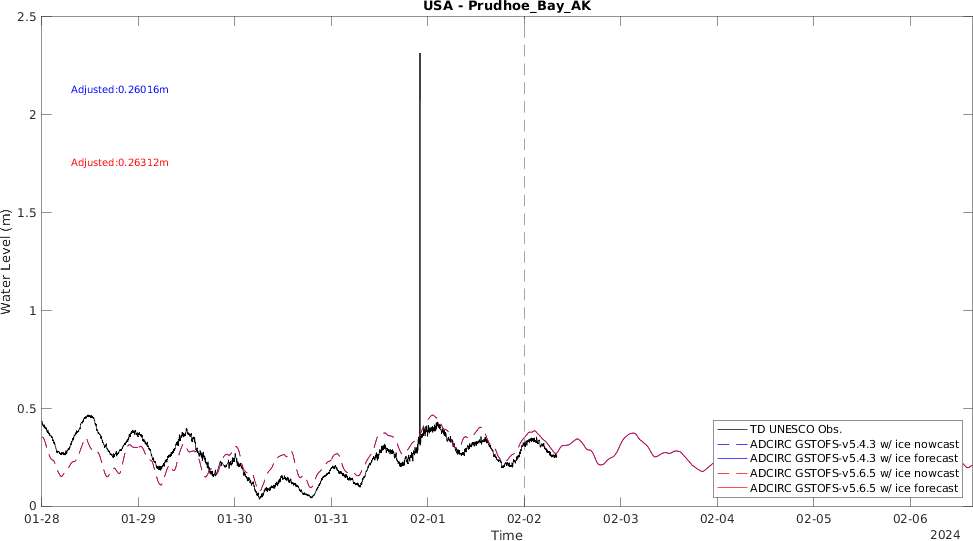 USA - Prudhoe_Bay_AK
2.5
2
1.5
1
0.5
0
Water Level (m)
Adjusted:0.26016m
Adjusted:0.26312m
TD UNESCO Obs.
ADCIRC GSTOFS-v5.4.3 w/ ice nowcast
ADCIRC GSTOFS-v5.4.3 w/ ice forecast
ADCIRC GSTOFS-v5.6.5 w/ ice nowcast
ADCIRC GSTOFS-v5.6.5 w/ ice forecast
01-28 01-29 01-30 01-31 02-01 02-02 02-03 02-04 02-05 02-06
Time
2024